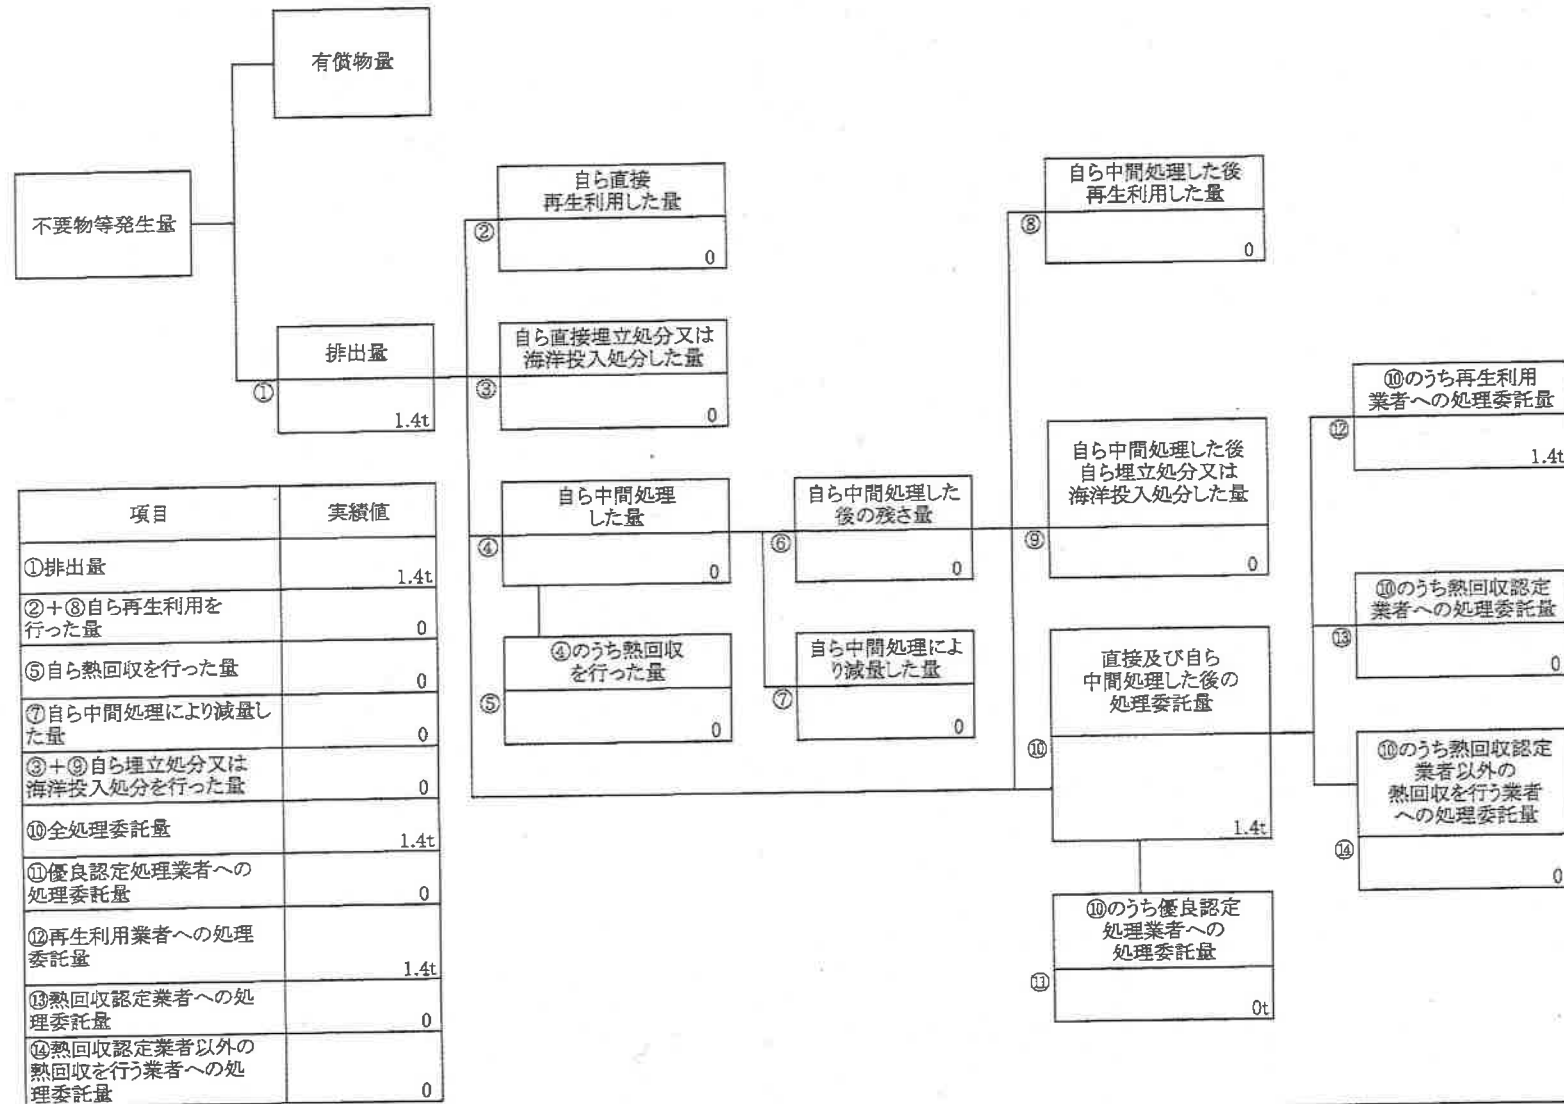 有償物量
不要物等発生量
排出量
①
1.4t
自ら直接
再生利用した量
②
0
自ら直接埋立処分又は
海洋投入処分した量
③
0
自ら中間処理
した量
④
0
④のうち熱回収
を行った量
⑤
0
自ら中間処理した
後の残さ量
⑥
0
自ら中間処理によ
り減量した量
⑦
0
自ら中間処理した後
再生利用した量
⑧
0
自ら中間処理した後
自ら埋立処分又は
海洋投入処分した量
⑨
0
直接及び自ら
中間処理した後の
処理委託量
⑩
1.4t
⑩のうち優良認定
処理業者への
処理委託量
⑪
0t
⑩のうち再生利用
業者への処理委託量
⑫
1.4t
⑩のうち熱回収認定
業者への処理委託量
⑬
0
⑩のうち熱回収認定
業者以外の
熱回収を行う業者
への処理委託量
⑭
0
項目 実績値
①排出量 1.4t
②+⑧自ら再生利用を
行った量 0
⑤自ら熱回収を行った量 0
⑦自ら中間処理により減量し
た量 0
③+⑨自ら埋立処分又は
海洋投入処分を行った量 0
⑩全処理委託量 1.4t
⑪優良認定処理業者への
処理委託量 0
⑫再生利用業者への処理
委託量 1.4t
⑬熱回収認定業者への処
理委託量 0
⑭熱回収認定業者以外の
熱回収を行う業者への処
理委託量 0